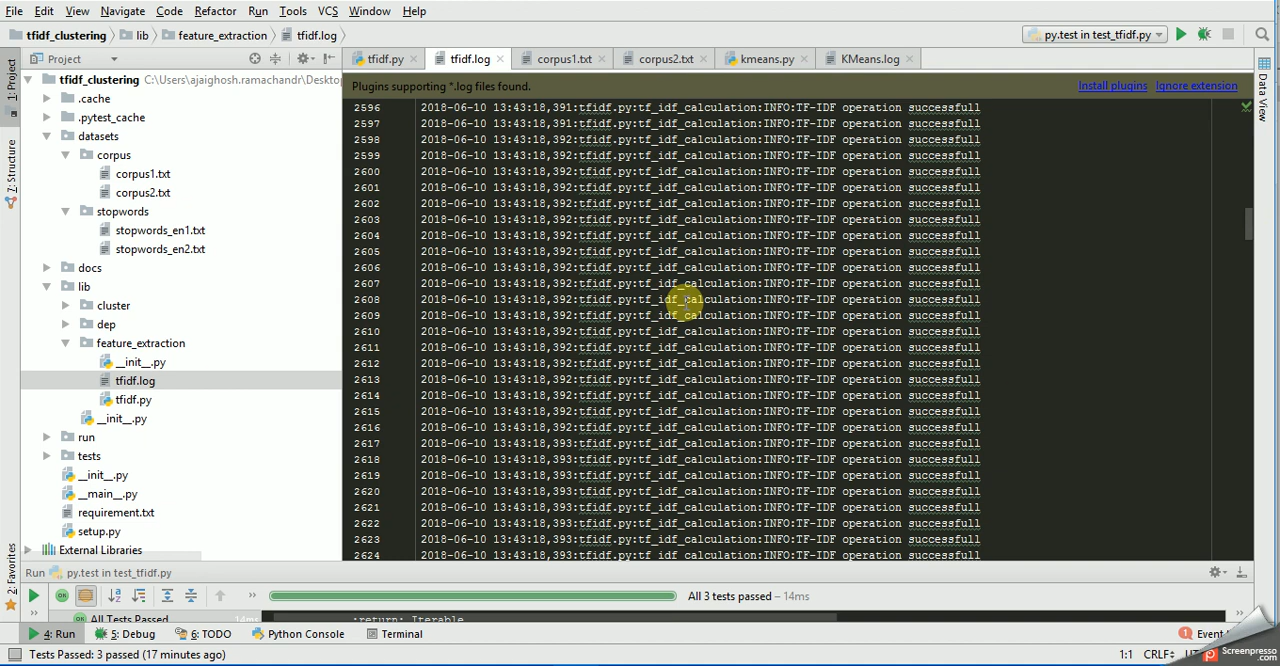 File Edit View Navigate Code Refactor Run Tools VCS Window Help
tfidf_clustering lib feature_extraction tfidf.log py.test in test_tfidf.py
Project tfidf.py tfidf.log corpus1.txt corpus2.txt kmeans.py KMeans.log
1: Project
7: Structure
2: Favorites
Data View
tfidf_clustering C:\Users\ajaighosh.ramachandr\Desktop
.cache
.pytest_cache
datasets
corpus
corpus1.txt
corpus2.txt
stopwords
stopwords_en1.txt
stopwords_en2.txt
docs
lib
cluster
dep
feature_extraction
__init__.py
tfidf.log
tfidf.py
__init__.py
run
tests
__init__.py
__main__.py
requirement.txt
setup.py
External Libraries
Plugins supporting *.log files found. Install plugins Ignore extension
2596 2018-06-10 13:43:18,391:tfidf.py:tf_idf_calculation:INFO:TF-IDF operation successfull
2597 2018-06-10 13:43:18,391:tfidf.py:tf_idf_calculation:INFO:TF-IDF operation successfull
2598 2018-06-10 13:43:18,392:tfidf.py:tf_idf_calculation:INFO:TF-IDF operation successfull
2599 2018-06-10 13:43:18,392:tfidf.py:tf_idf_calculation:INFO:TF-IDF operation successfull
2600 2018-06-10 13:43:18,392:tfidf.py:tf_idf_calculation:INFO:TF-IDF operation successfull
2601 2018-06-10 13:43:18,392:tfidf.py:tf_idf_calculation:INFO:TF-IDF operation successfull
2602 2018-06-10 13:43:18,392:tfidf.py:tf_idf_calculation:INFO:TF-IDF operation successfull
2603 2018-06-10 13:43:18,392:tfidf.py:tf_idf_calculation:INFO:TF-IDF operation successfull
2604 2018-06-10 13:43:18,392:tfidf.py:tf_idf_calculation:INFO:TF-IDF operation successfull
2605 2018-06-10 13:43:18,392:tfidf.py:tf_idf_calculation:INFO:TF-IDF operation successfull
2606 2018-06-10 13:43:18,392:tfidf.py:tf_idf_calculation:INFO:TF-IDF operation successfull
2607 2018-06-10 13:43:18,392:tfidf.py:tf_idf_calculation:INFO:TF-IDF operation successfull
2608 2018-06-10 13:43:18,392:tfidf.py:tf_idf_calculation:INFO:TF-IDF operation successfull
2609 2018-06-10 13:43:18,392:tfidf.py:tf_idf_calculation:INFO:TF-IDF operation successfull
2610 2018-06-10 13:43:18,392:tfidf.py:tf_idf_calculation:INFO:TF-IDF operation successfull
2611 2018-06-10 13:43:18,392:tfidf.py:tf_idf_calculation:INFO:TF-IDF operation successfull
2612 2018-06-10 13:43:18,392:tfidf.py:tf_idf_calculation:INFO:TF-IDF operation successfull
2613 2018-06-10 13:43:18,392:tfidf.py:tf_idf_calculation:INFO:TF-IDF operation successfull
2614 2018-06-10 13:43:18,392:tfidf.py:tf_idf_calculation:INFO:TF-IDF operation successfull
2615 2018-06-10 13:43:18,392:tfidf.py:tf_idf_calculation:INFO:TF-IDF operation successfull
2616 2018-06-10 13:43:18,392:tfidf.py:tf_idf_calculation:INFO:TF-IDF operation successfull
2617 2018-06-10 13:43:18,393:tfidf.py:tf_idf_calculation:INFO:TF-IDF operation successfull
2618 2018-06-10 13:43:18,393:tfidf.py:tf_idf_calculation:INFO:TF-IDF operation successfull
2619 2018-06-10 13:43:18,393:tfidf.py:tf_idf_calculation:INFO:TF-IDF operation successfull
2620 2018-06-10 13:43:18,393:tfidf.py:tf_idf_calculation:INFO:TF-IDF operation successfull
2621 2018-06-10 13:43:18,393:tfidf.py:tf_idf_calculation:INFO:TF-IDF operation successfull
2622 2018-06-10 13:43:18,393:tfidf.py:tf_idf_calculation:INFO:TF-IDF operation successfull
2623 2018-06-10 13:43:18,393:tfidf.py:tf_idf_calculation:INFO:TF-IDF operation successfull
2624 2018-06-10 13:43:18,393:tfidf.py:tf_idf_calculation:INFO:TF-IDF operation successfull
Run py.test in test_tfidf.py
All 3 tests passed – 14ms
All Tests Passed 14ms :return: Iterable
4: Run 5: Debug 6: TODO Python Console Terminal 1 Event
Tests Passed: 3 passed (17 minutes ago) 1:1 CRLF
Screenpresso
.com